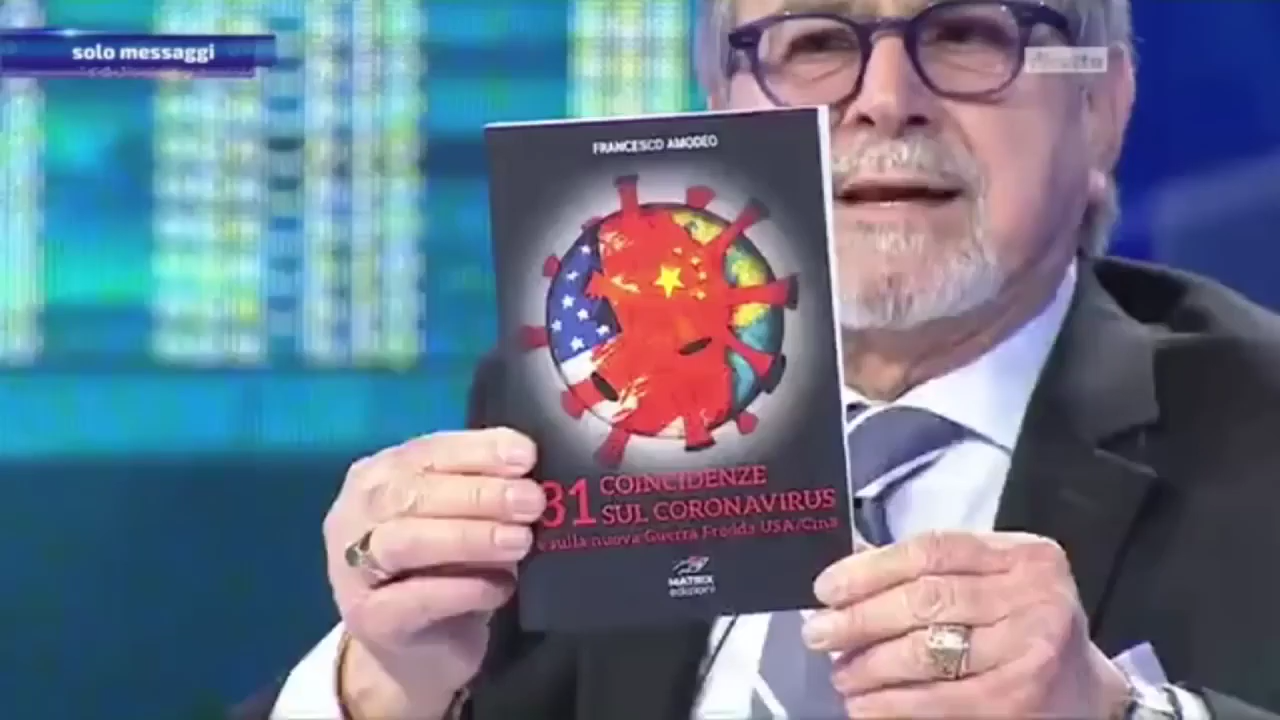 solo messaggi
FRANCESCO AMODEO
31 COINCIDENZE
SUL CORONAVIRUS
e sulla nuova Guerra Fredda USA/Cina
MATRIX
edizioni